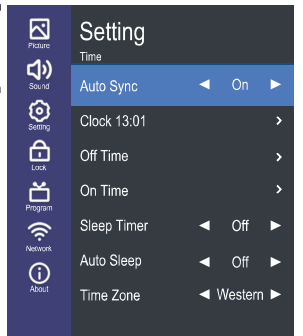 Picture
Sound
Setting
Lock
Program
Network
About
Setting
Time
Auto Sync On
Clock 13:01
Off Time
On Time
Sleep Timer Off
Auto Sleep Off
Time Zone Western